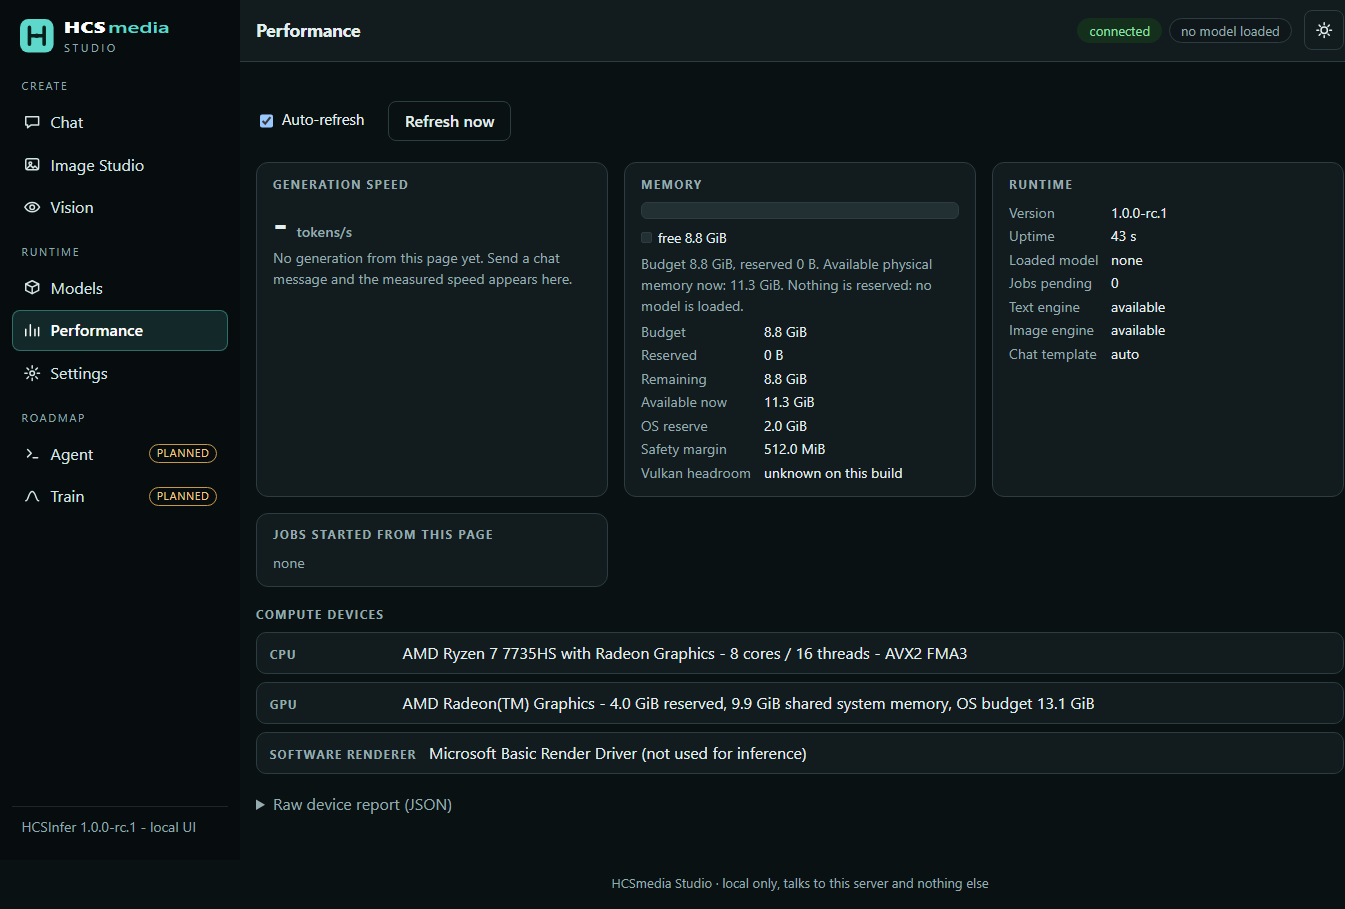 HCSmedia
STUDIO
CREATE
Chat
Image Studio
Vision
RUNTIME
Models
Performance
Settings
ROADMAP
Agent PLANNED
Train PLANNED
HCSInfer 1.0.0-rc.1 - local UI
Performance
connected
no model loaded
Auto-refresh
Refresh now
GENERATION SPEED
- tokens/s
No generation from this page yet. Send a chat
message and the measured speed appears here.
MEMORY
free 8.8 GiB
Budget 8.8 GiB, reserved 0 B. Available physical
memory now: 11.3 GiB. Nothing is reserved: no
model is loaded.
Budget 8.8 GiB
Reserved 0 B
Remaining 8.8 GiB
Available now 11.3 GiB
OS reserve 2.0 GiB
Safety margin 512.0 MiB
Vulkan headroom unknown on this build
RUNTIME
Version 1.0.0-rc.1
Uptime 43 s
Loaded model none
Jobs pending 0
Text engine available
Image engine available
Chat template auto
JOBS STARTED FROM THIS PAGE
none
COMPUTE DEVICES
CPU AMD Ryzen 7 7735HS with Radeon Graphics - 8 cores / 16 threads - AVX2 FMA3
GPU AMD Radeon(TM) Graphics - 4.0 GiB reserved, 9.9 GiB shared system memory, OS budget 13.1 GiB
SOFTWARE RENDERER Microsoft Basic Render Driver (not used for inference)
Raw device report (JSON)
HCSmedia Studio · local only, talks to this server and nothing else